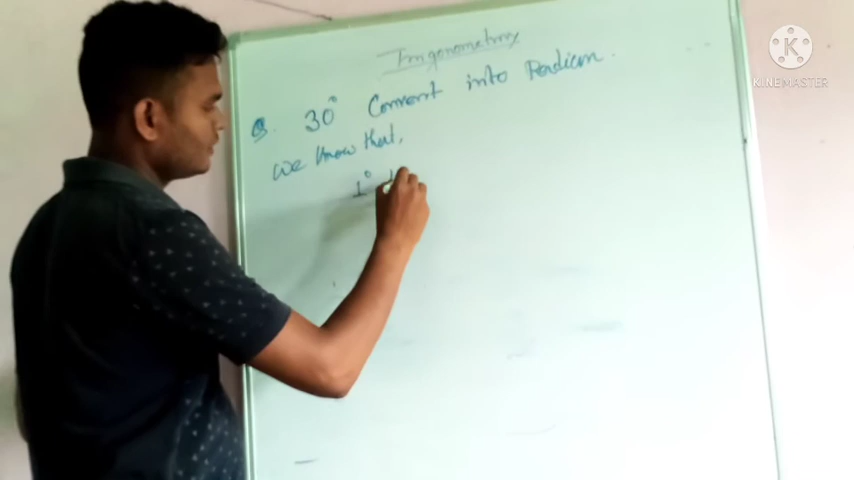 Trigonometry
Q. 30° Convert into Radian.
we know that,
1°
KINEMASTER